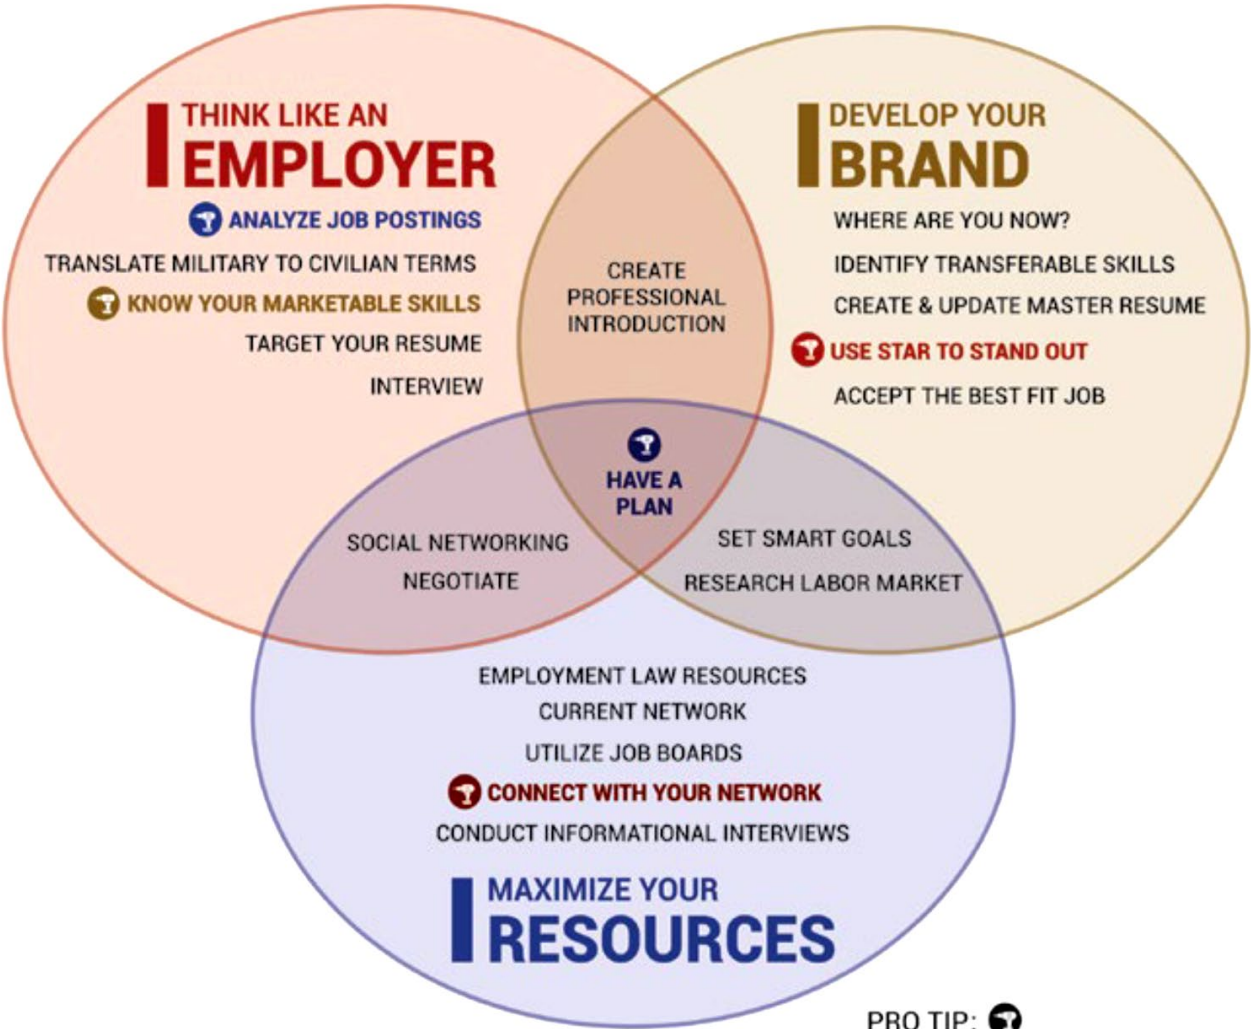 THINK LIKE AN
EMPLOYER
ANALYZE JOB POSTINGS
TRANSLATE MILITARY TO CIVILIAN TERMS
KNOW YOUR MARKETABLE SKILLS
TARGET YOUR RESUME
INTERVIEW
CREATE
PROFESSIONAL
INTRODUCTION
DEVELOP YOUR
BRAND
WHERE ARE YOU NOW?
IDENTIFY TRANSFERABLE SKILLS
CREATE & UPDATE MASTER RESUME
USE STAR TO STAND OUT
ACCEPT THE BEST FIT JOB
HAVE A
PLAN
SOCIAL NETWORKING
NEGOTIATE
SET SMART GOALS
RESEARCH LABOR MARKET
EMPLOYMENT LAW RESOURCES
CURRENT NETWORK
UTILIZE JOB BOARDS
CONNECT WITH YOUR NETWORK
CONDUCT INFORMATIONAL INTERVIEWS
MAXIMIZE YOUR
RESOURCES
PRO TIP: